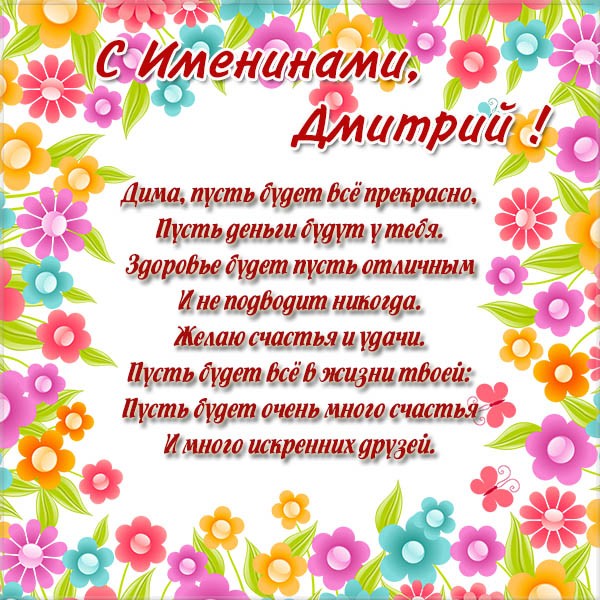 С Именинами,
Дмитрий !
Дима, пусть будет всё прекрасно,
Пусть деньги будут у тебя.
Здоровье будет пусть отличным
И не подводит никогда.
Желаю счастья и удачи.
Пусть будет всё в жизни твоей:
Пусть будет очень много счастья
И много искренних друзей.